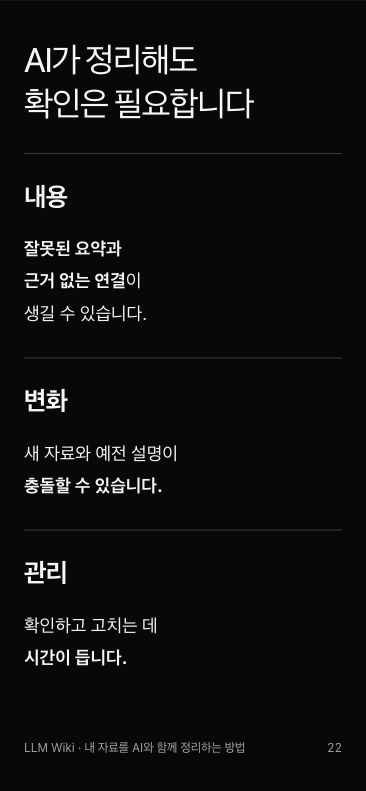 AI가 정리해도
확인은 필요합니다
내용
잘못된 요약과
근거 없는 연결이
생길 수 있습니다.
변화
새 자료와 예전 설명이
충돌할 수 있습니다.
관리
확인하고 고치는 데
시간이 듭니다.
LLM Wiki · 내 자료를 AI와 함께 정리하는 방법 22